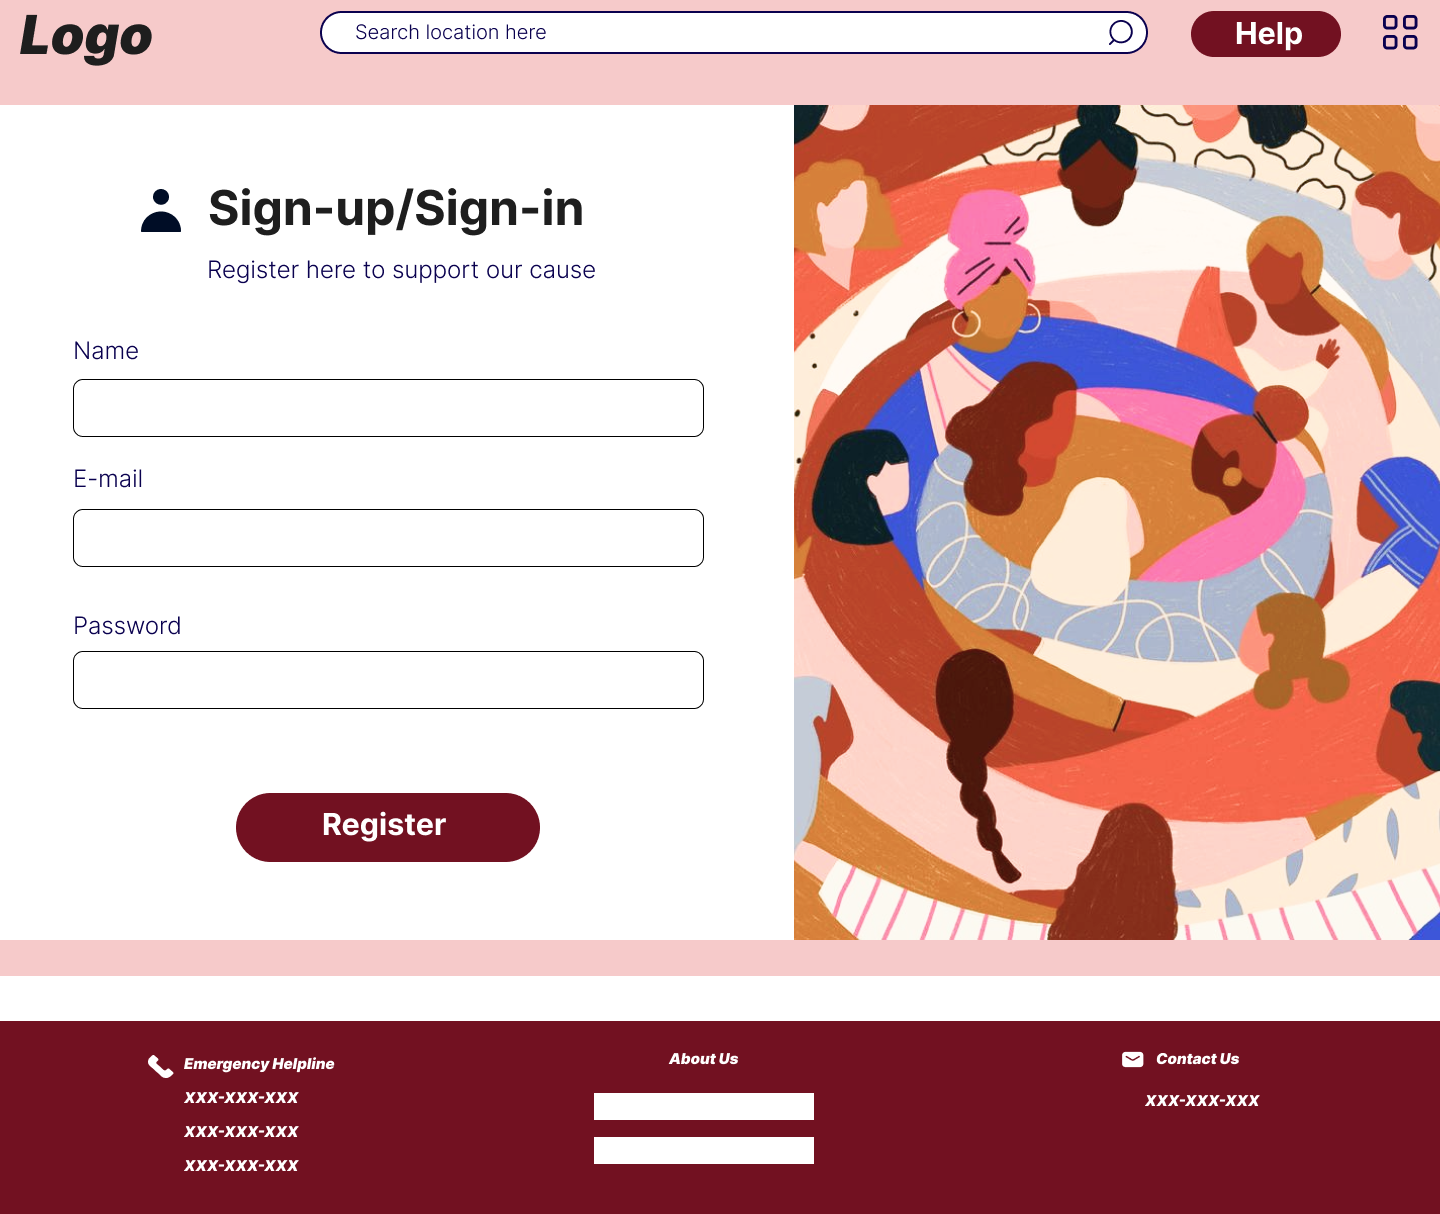 Logo
Search location here
Help
Sign-up/Sign-in
Register here to support our cause
Name
E-mail
Password
Register
Emergency Helpline
xxx-xxx-xxx
xxx-xxx-xxx
xxx-xxx-xxx
About Us
Contact Us
xxx-xxx-xxx